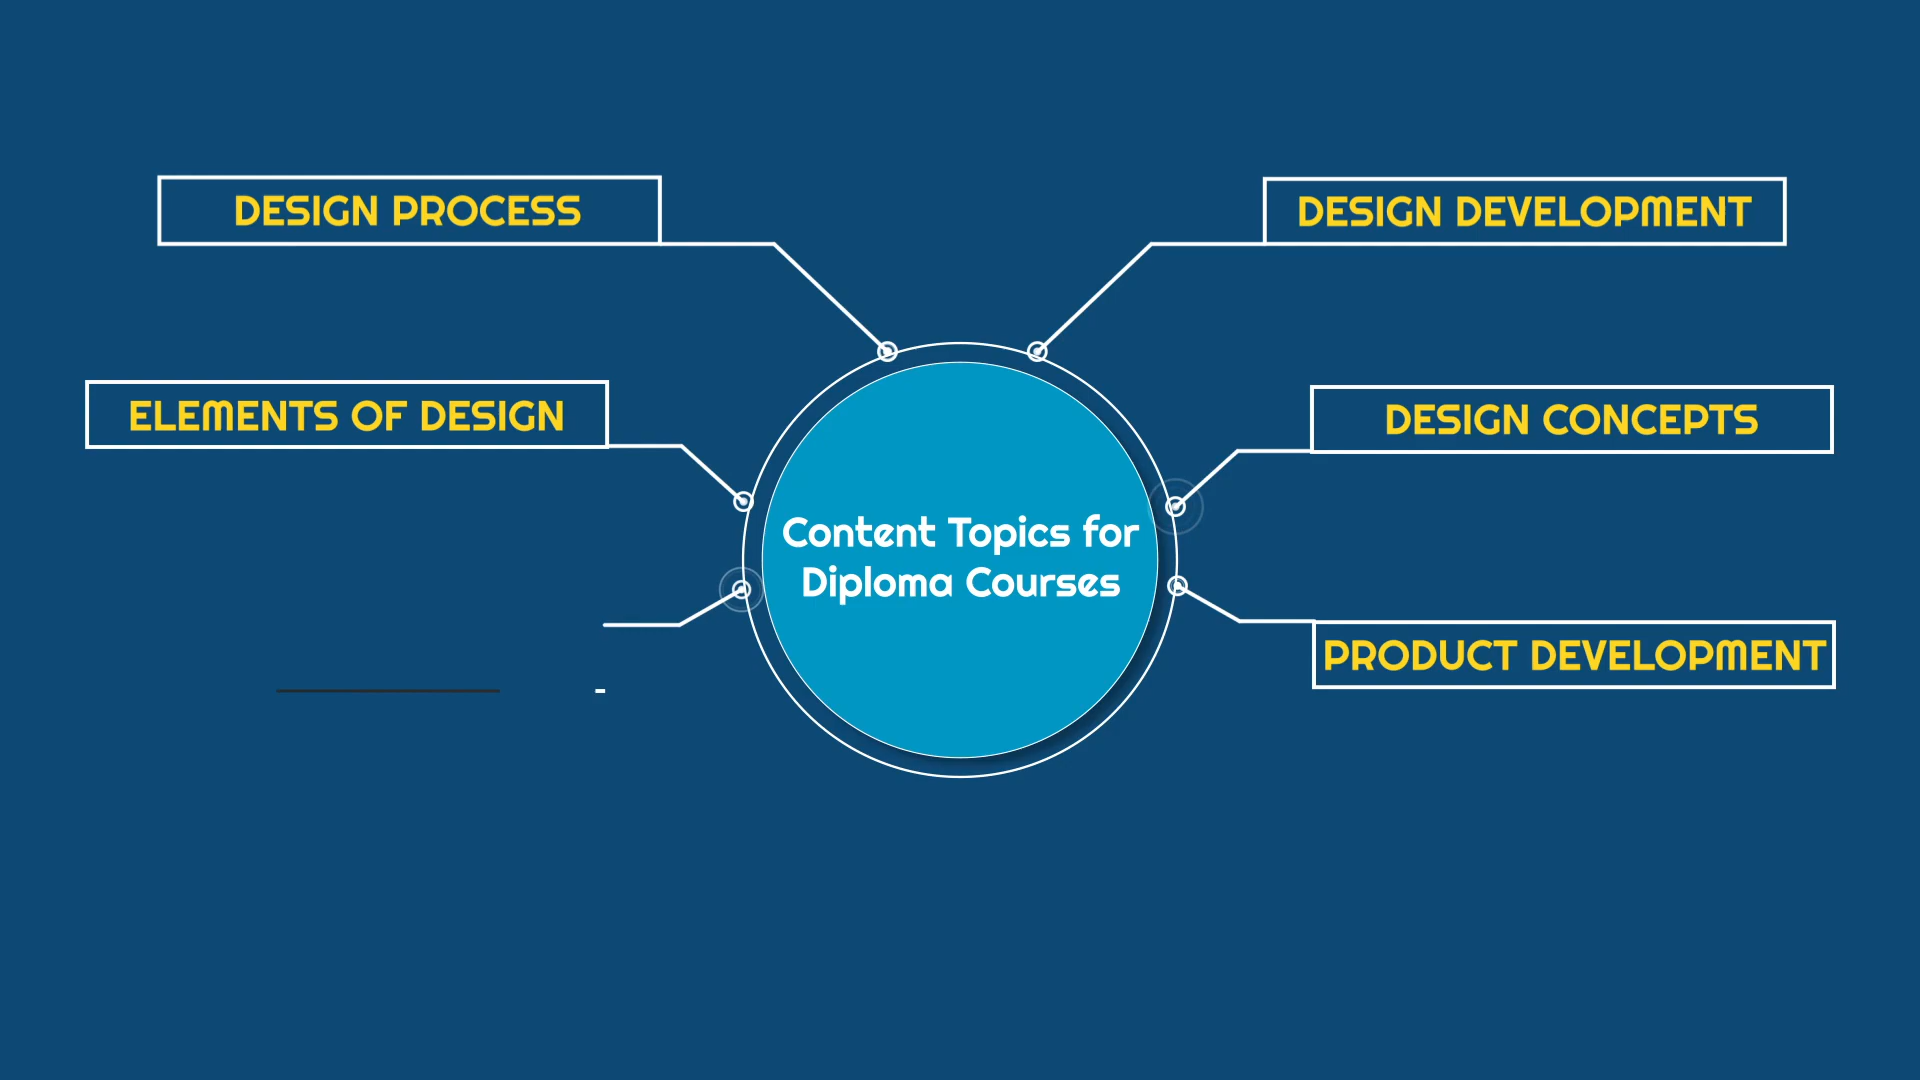 DESIGN PROCESS
DESIGN DEVELOPMENT
ELEMENTS OF DESIGN
DESIGN CONCEPTS
Content Topics for
Diploma Courses
PRODUCT DEVELOPMENT